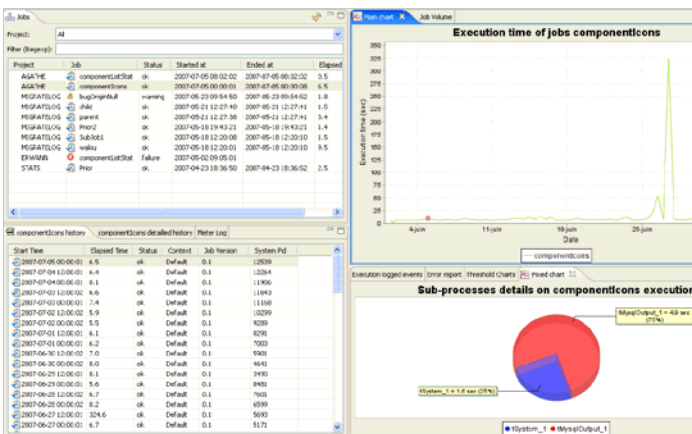 Jobs
Project: All
Filter (Regexp):
Project Job Status Started at Ended at Elapsed
AGATHE componentListStat ok 2007-07-05 08:02:02 2007-07-05 08:32:02 0.5
AGATHE componentIcons ok 2007-07-05 00:00:01 2007-07-05 00:00:08 6.5
MIGRATELOG bugOriginNull warning 2007-05-23 09:54:50 2007-05-23 09:54:52 1.8
MIGRATELOG child ok 2007-05-21 12:27:40 2007-05-21 12:27:41 1.5
MIGRATELOG parent ok 2007-05-21 12:27:38 2007-05-21 12:27:41 3.4
MIGRATELOG Prior2 ok 2007-05-18 19:43:21 2007-05-18 19:43:21 1.4
MIGRATELOG SubJob1 ok 2007-05-18 12:20:08 2007-05-18 12:20:10 1.5
MIGRATELOG ok 2007-05-18 12:20:01 2007-05-18 12:20:10 9.5
ERWANN componentListStat failure 2007-05-02 09:05:01
STATS Prior ok 2007-04-23 18:36:50 2007-04-23 18:36:52 2.5
componentIcons history componentIcons detailed history Meter Log
Start Time Elapsed Time Status Context Job Version System Pid
2007-07-05 00:00:01 6.5 ok Default 0.1 12539
2007-07-04 12:00:01 6.4 ok Default 0.1 12264
2007-07-04 00:00:01 8.1 ok Default 0.1 11906
2007-07-03 12:00:02 6.6 ok Default 0.1 11643
2007-07-03 00:00:01 7.4 ok Default 0.1 11168
2007-07-02 12:00:02 5.9 ok Default 0.1 10299
2007-07-02 00:00:02 5.5 ok Default 0.1 9289
2007-07-01 12:00:01 6.1 ok Default 0.1 8291
2007-07-01 00:00:01 6.2 ok Default 0.1 7003
2007-06-30 12:00:02 7.0 ok Default 0.1 5901
2007-06-30 00:00:02 8.0 ok Default 0.1 4641
2007-06-29 12:00:01 8.1 ok Default 0.1 3490
2007-06-29 00:00:01 5.6 ok Default 0.1 8481
2007-06-28 12:00:02 6.7 ok Default 0.1 7601
2007-06-28 00:00:02 8.2 ok Default 0.1 6599
2007-06-27 12:00:01 324.6 ok Default 0.1 5693
2007-06-27 00:00:01 6.7 ok Default 0.1 5171
Main chart Job Volume
Execution time of jobs componentIcons
Execution time (sec)
350
325
300
275
250
225
200
175
150
125
100
75
50
25
0
4-juin 11-juin 18-juin 25-juin
Date
componentIcons
Execution logged events Error report Threshold Charts Pixed chart
Sub-processes details on componentIcons execution
tMysqlOutput_1 = 4.9 sec
(75%)
tSystem_1 = 1.6 sec (25%)
tSystem_1 tMysqlOutput_1